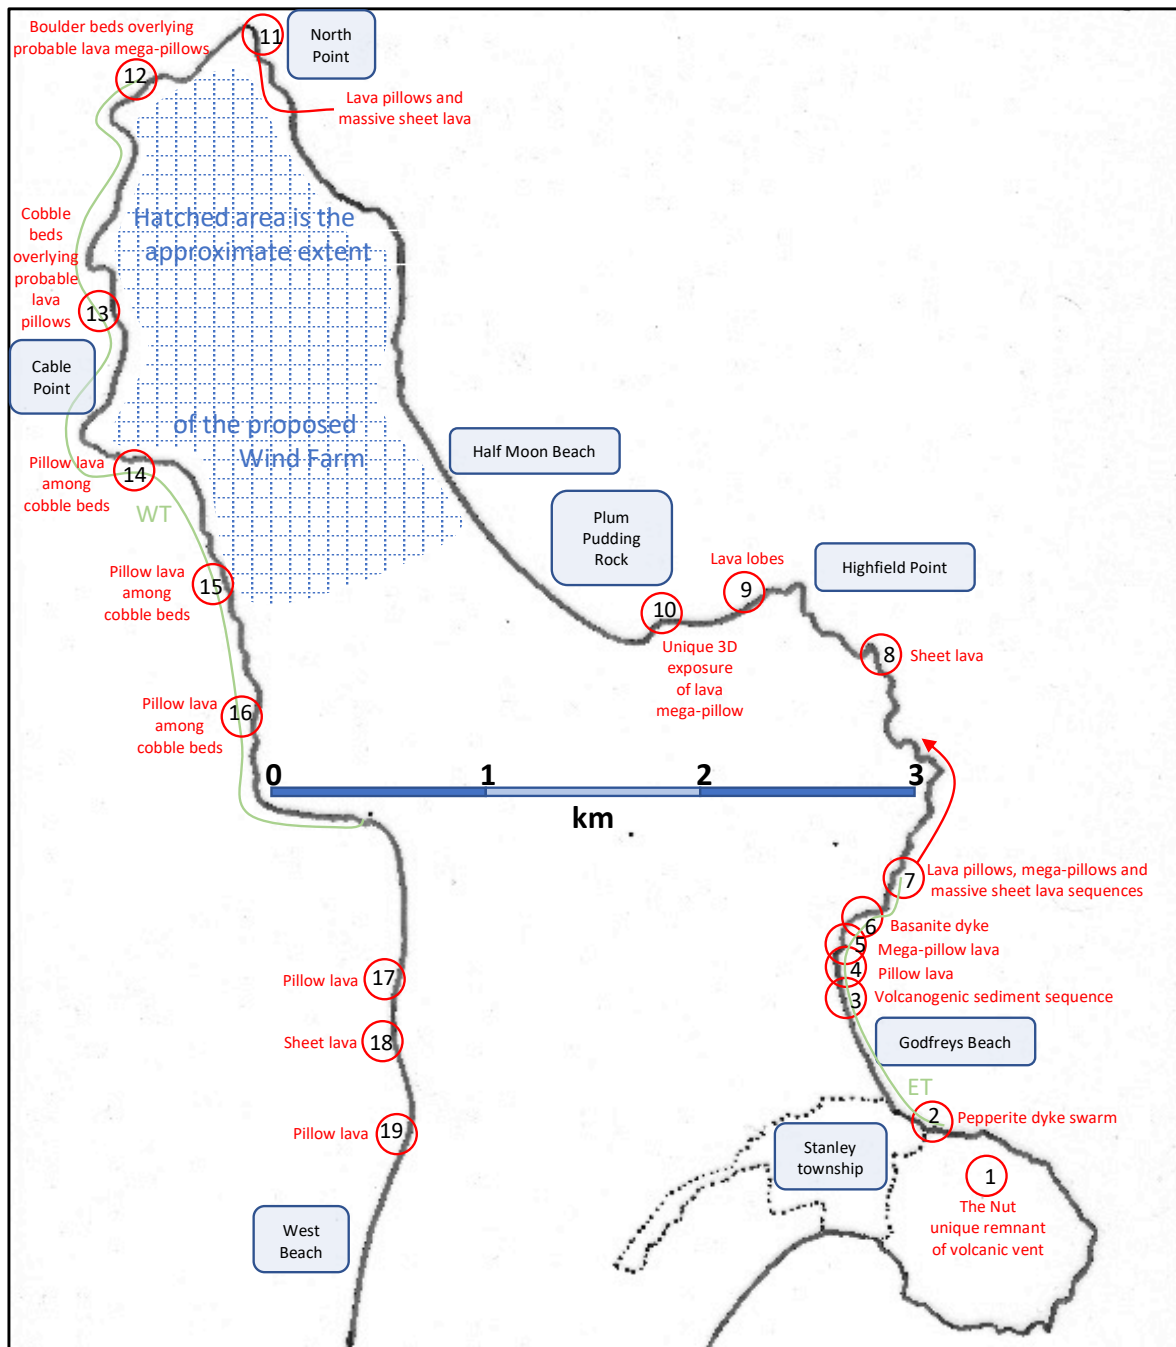 Boulder beds overlying
probable lava mega-pillows
11
North
Point
12
Lava pillows and
massive sheet lava
Hatched area is the
approximate extent
of the proposed
Wind Farm
Cobble
beds
overlying
probable
lava
pillows
13
Cable
Point
Pillow lava
among
cobble beds
14
WT
Half Moon Beach
Plum
Pudding
Rock
Highfield Point
Lava lobes
9
10
Unique 3D
exposure
of lava
mega-pillow
8
Sheet lava
Pillow lava
among
cobble beds
15
Pillow lava
among
cobble beds
16
0 1 2 3
km
7
Lava pillows, mega-pillows and
massive sheet lava sequences
6
Basanite dyke
5
Mega-pillow lava
4
Pillow lava
3
Volcanogenic sediment sequence
Pillow lava
17
Sheet lava
18
Pillow lava
19
Godfreys Beach
ET
2
Pepperite dyke swarm
Stanley
township
1
The Nut
unique remnant
of volcanic vent
West
Beach